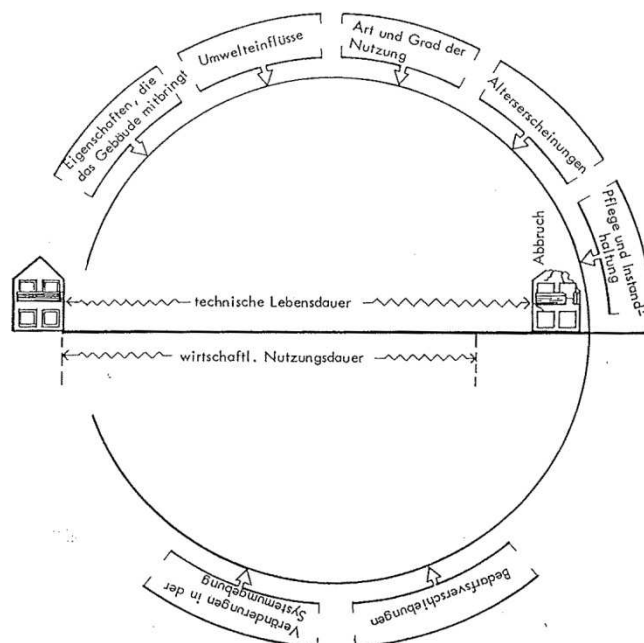 Eigenschaften, die
das Gebäude mitbringt
Umwelteinflüsse
Art und Grad der
Nutzung
Alterserscheinungen
Pflege und Instand-
haltung
Abbruch
technische Lebensdauer
wirtschaftl. Nutzungsdauer
Veränderungen in der
Systemumgebung
Bedarfsverschiebungen